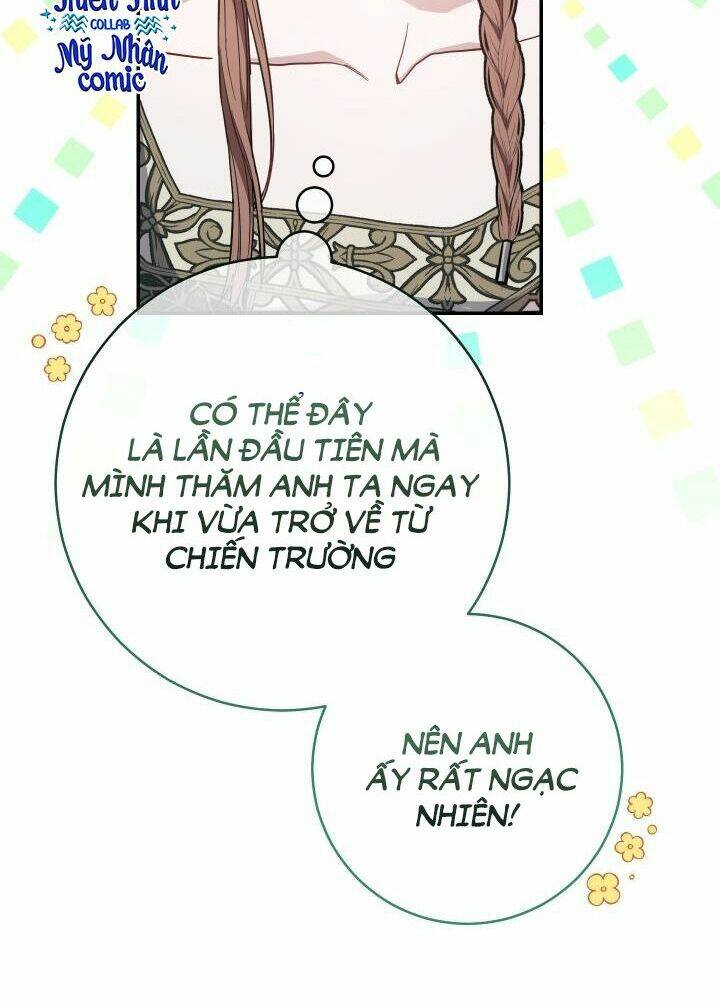 COLLAB
Mỹ Nhân
comic
CÓ THỂ ĐÂY
LÀ LẦN ĐẦU TIÊN MÀ
MÌNH THĂM ANH TA NGAY
KHI VỪA TRỞ VỀ TỪ
CHIẾN TRƯỜNG
NÊN ANH
ẤY RẤT NGẠC
NHIÊN!